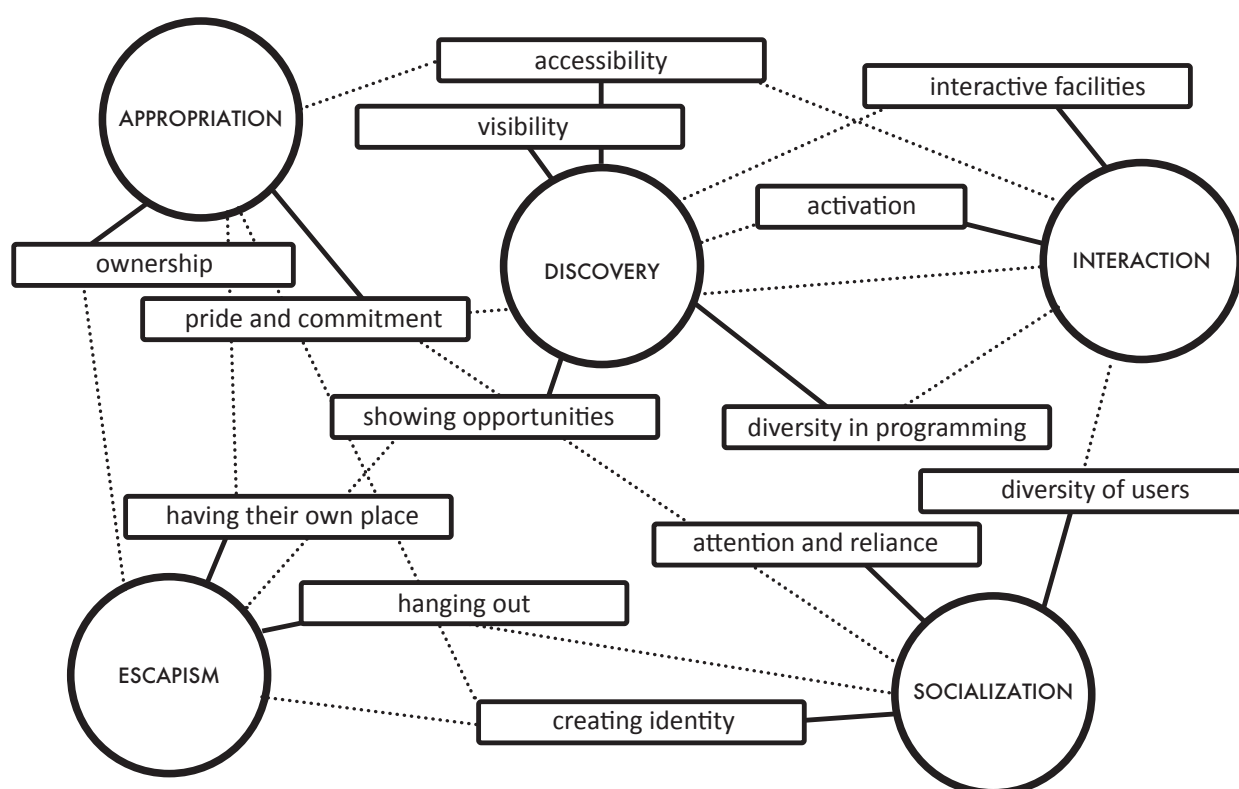 accessibility
interactive facilities
APPROPRIATION
visibility
activation
ownership
DISCOVERY
INTERACTION
pride and commitment
showing opportunities
diversity in programming
diversity of users
having their own place
attention and reliance
hanging out
ESCAPISM
SOCIALIZATION
creating identity